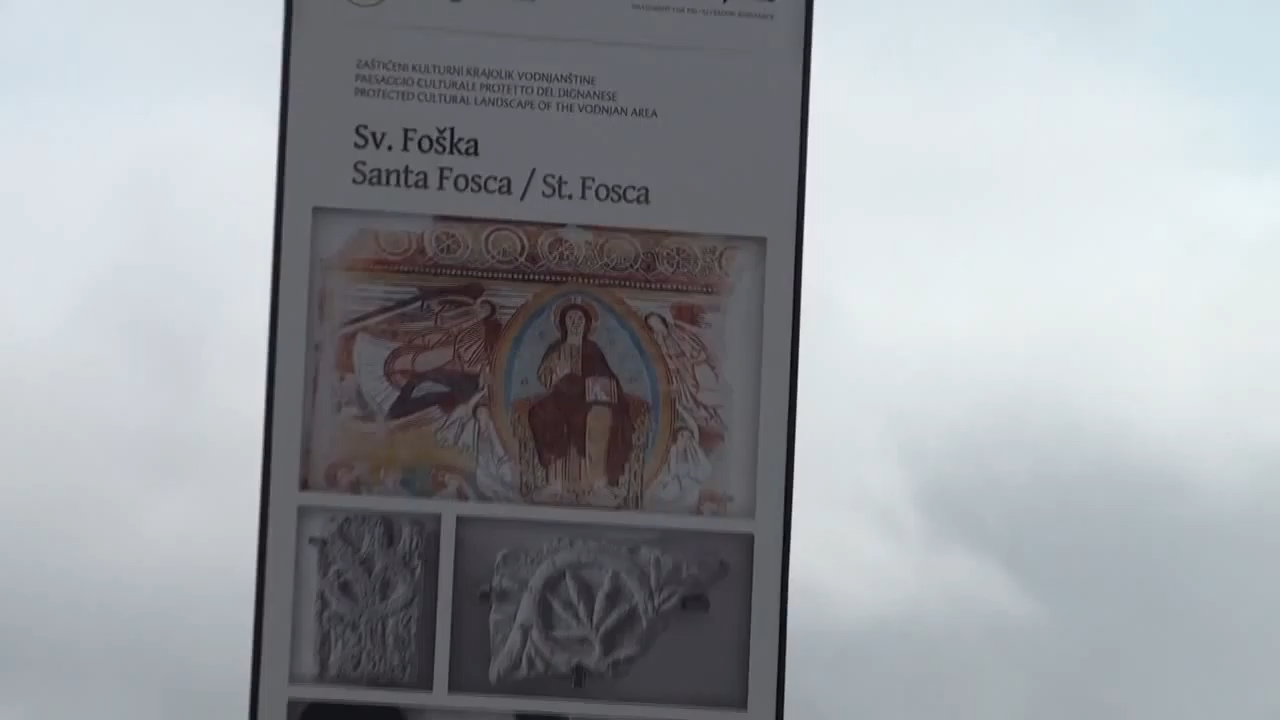 ZAŠTIĆENI KULTURNI KRAJOLIK VODNJANŠTINE
PAESAGGIO CULTURALE PROTETTO DEL DIGNANESE
PROTECTED CULTURAL LANDSCAPE OF THE VODNJAN AREA
Sv. Foška
Santa Fosca / St. Fosca